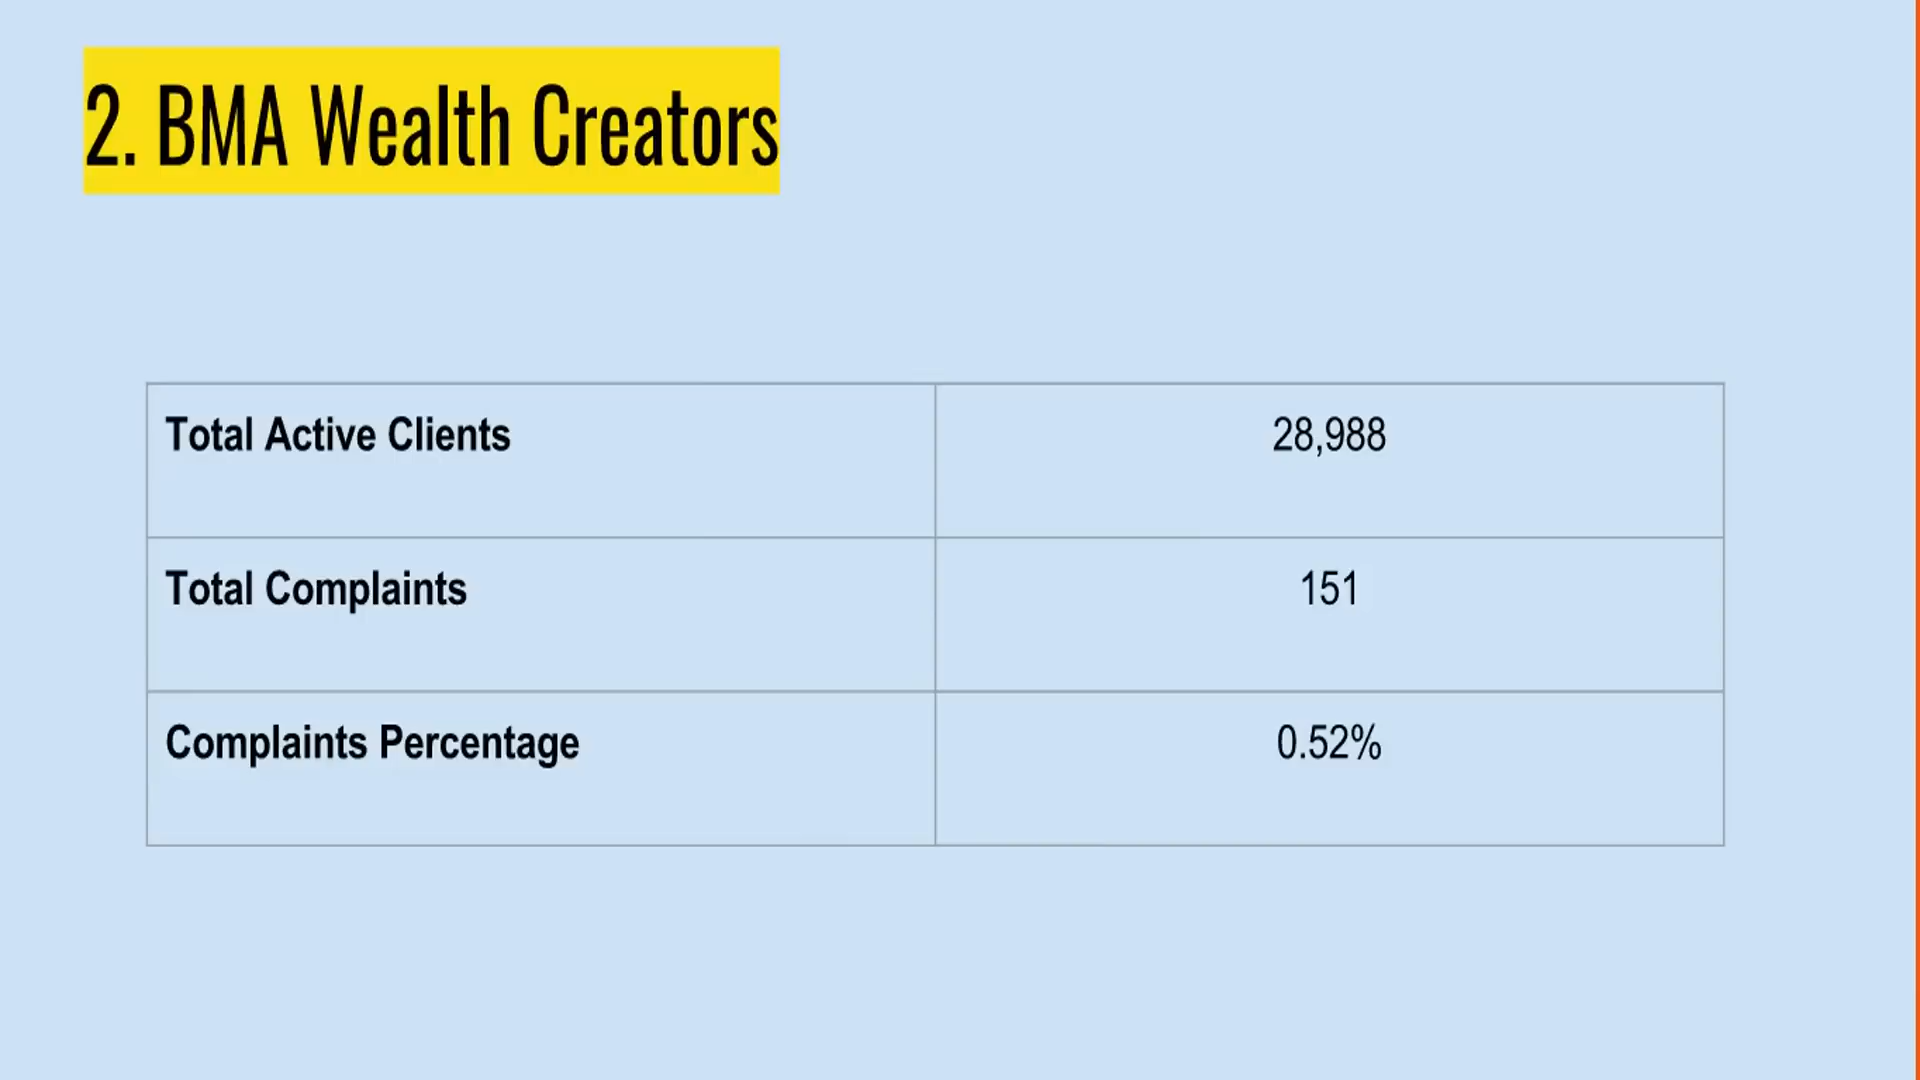 2. BMA Wealth Creators
Total Active Clients 28,988
Total Complaints 151
Complaints Percentage 0.52%